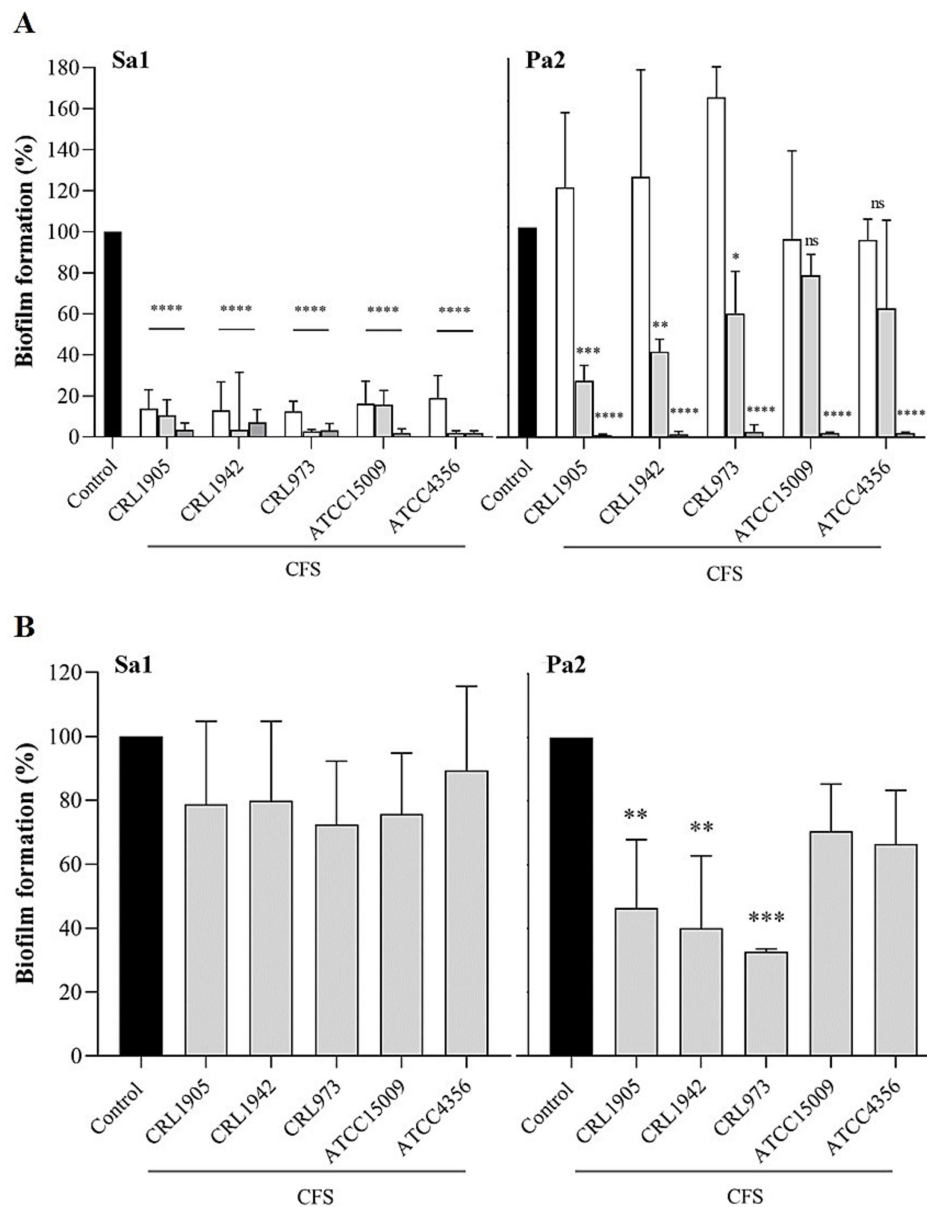 A
Sa1
Pa2
Biofilm formation (%)
180
160
140
120
100
80
60
40
20
0
**** **** **** **** ****
*** **** ** **** * **** ns **** ns ****
Control CRL1905 CRL1942 CRL973 ATCC15009 ATCC4356
CFS
Control CRL1905 CRL1942 CRL973 ATCC15009 ATCC4356
CFS
B
Sa1
Pa2
Biofilm formation (%)
120
100
80
60
40
20
0
** ** ***
Control CRL1905 CRL1942 CRL973 ATCC15009 ATCC4356
CFS
Control CRL1905 CRL1942 CRL973 ATCC15009 ATCC4356
CFS